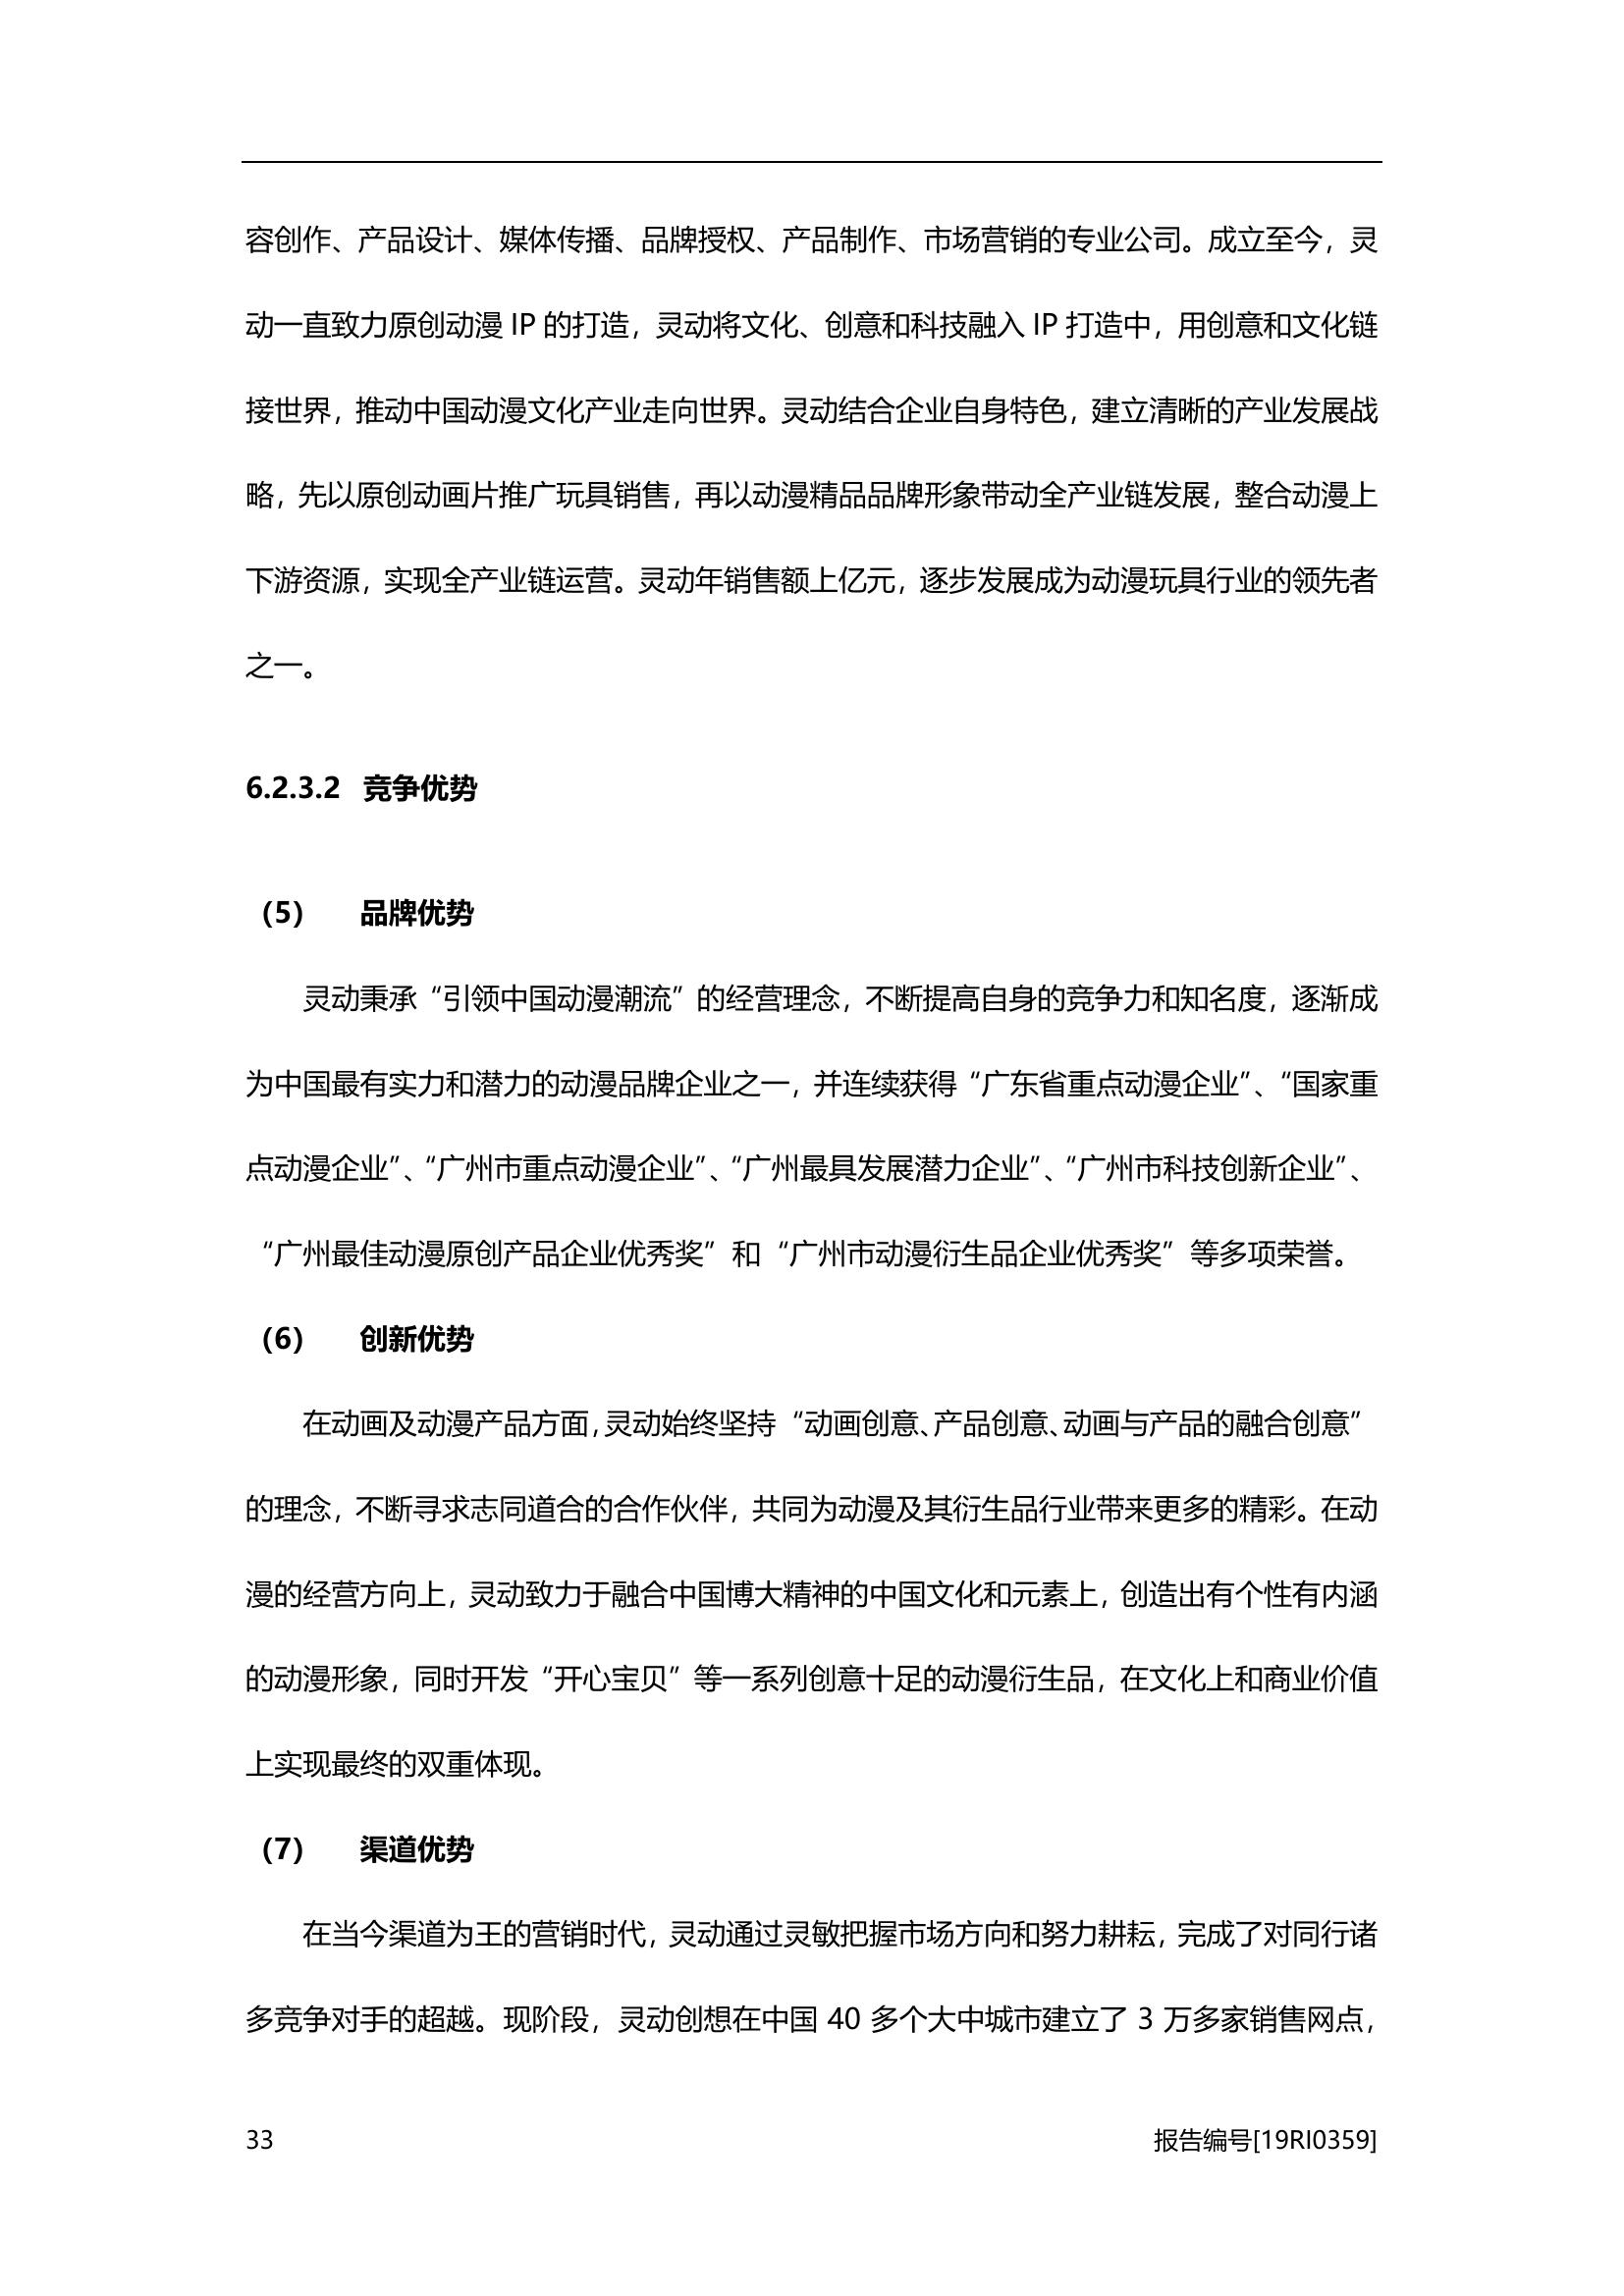 容创作、产品设计、媒体传播、品牌授权、产品制作、市场营销的专业公司。成立至今，灵
动一直致力原创动漫 IP 的打造，灵动将文化、创意和科技融入 IP 打造中，用创意和文化链
接世界，推动中国动漫文化产业走向世界。灵动结合企业自身特色，建立清晰的产业发展战
略，先以原创动画片推广玩具销售，再以动漫精品品牌形象带动全产业链发展，整合动漫上
下游资源，实现全产业链运营。灵动年销售额上亿元，逐步发展成为动漫玩具行业的领先者
之一。
6.2.3.2 竞争优势
（5） 品牌优势
灵动秉承“引领中国动漫潮流”的经营理念，不断提高自身的竞争力和知名度，逐渐成
为中国最有实力和潜力的动漫品牌企业之一，并连续获得“广东省重点动漫企业”、“国家重
点动漫企业”、“广州市重点动漫企业”、“广州最具发展潜力企业”、“广州市科技创新企业”、
“广州最佳动漫原创产品企业优秀奖”和“广州市动漫衍生品企业优秀奖”等多项荣誉。
（6） 创新优势
在动画及动漫产品方面，灵动始终坚持“动画创意、产品创意、动画与产品的融合创意”
的理念，不断寻求志同道合的合作伙伴，共同为动漫及其衍生品行业带来更多的精彩。在动
漫的经营方向上，灵动致力于融合中国博大精神的中国文化和元素上，创造出有个性有内涵
的动漫形象，同时开发“开心宝贝”等一系列创意十足的动漫衍生品，在文化上和商业价值
上实现最终的双重体现。
（7） 渠道优势
在当今渠道为王的营销时代，灵动通过灵敏把握市场方向和努力耕耘，完成了对同行诸
多竞争对手的超越。现阶段，灵动创想在中国 40 多个大中城市建立了 3 万多家销售网点，
33 报告编号[19RI0359]